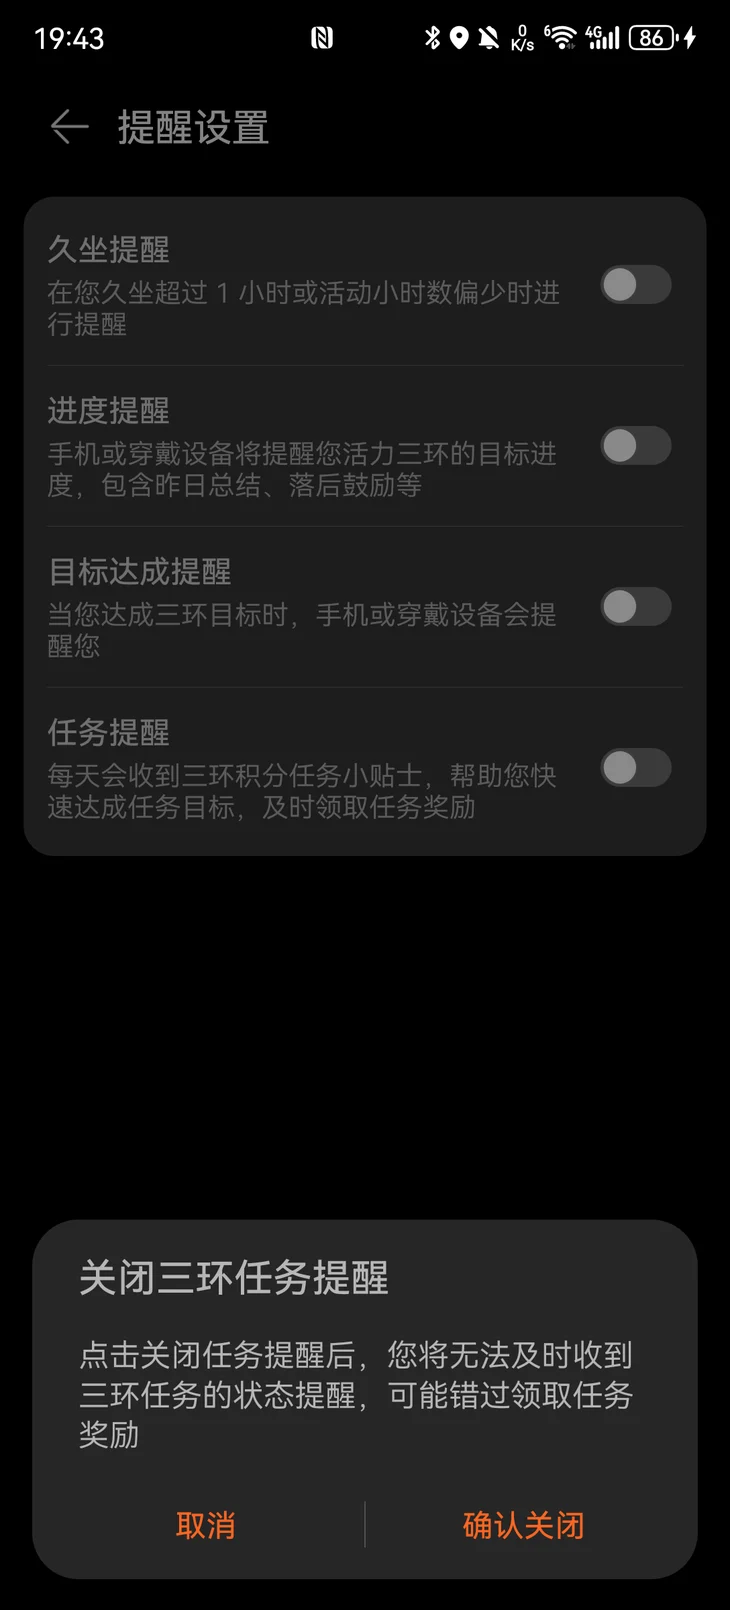 19:43
0 K/s
6
4G
86
提醒设置
久坐提醒
在您久坐超过 1 小时或活动小时数偏少时进
行提醒
进度提醒
手机或穿戴设备将提醒您活力三环的目标进
度，包含昨日总结、落后鼓励等
目标达成提醒
当您达成三环目标时，手机或穿戴设备会提
醒您
任务提醒
每天会收到三环积分任务小贴士，帮助您快
速达成任务目标，及时领取任务奖励
关闭三环任务提醒
点击关闭任务提醒后，您将无法及时收到
三环任务的状态提醒，可能错过领取任务
奖励
取消
确认关闭